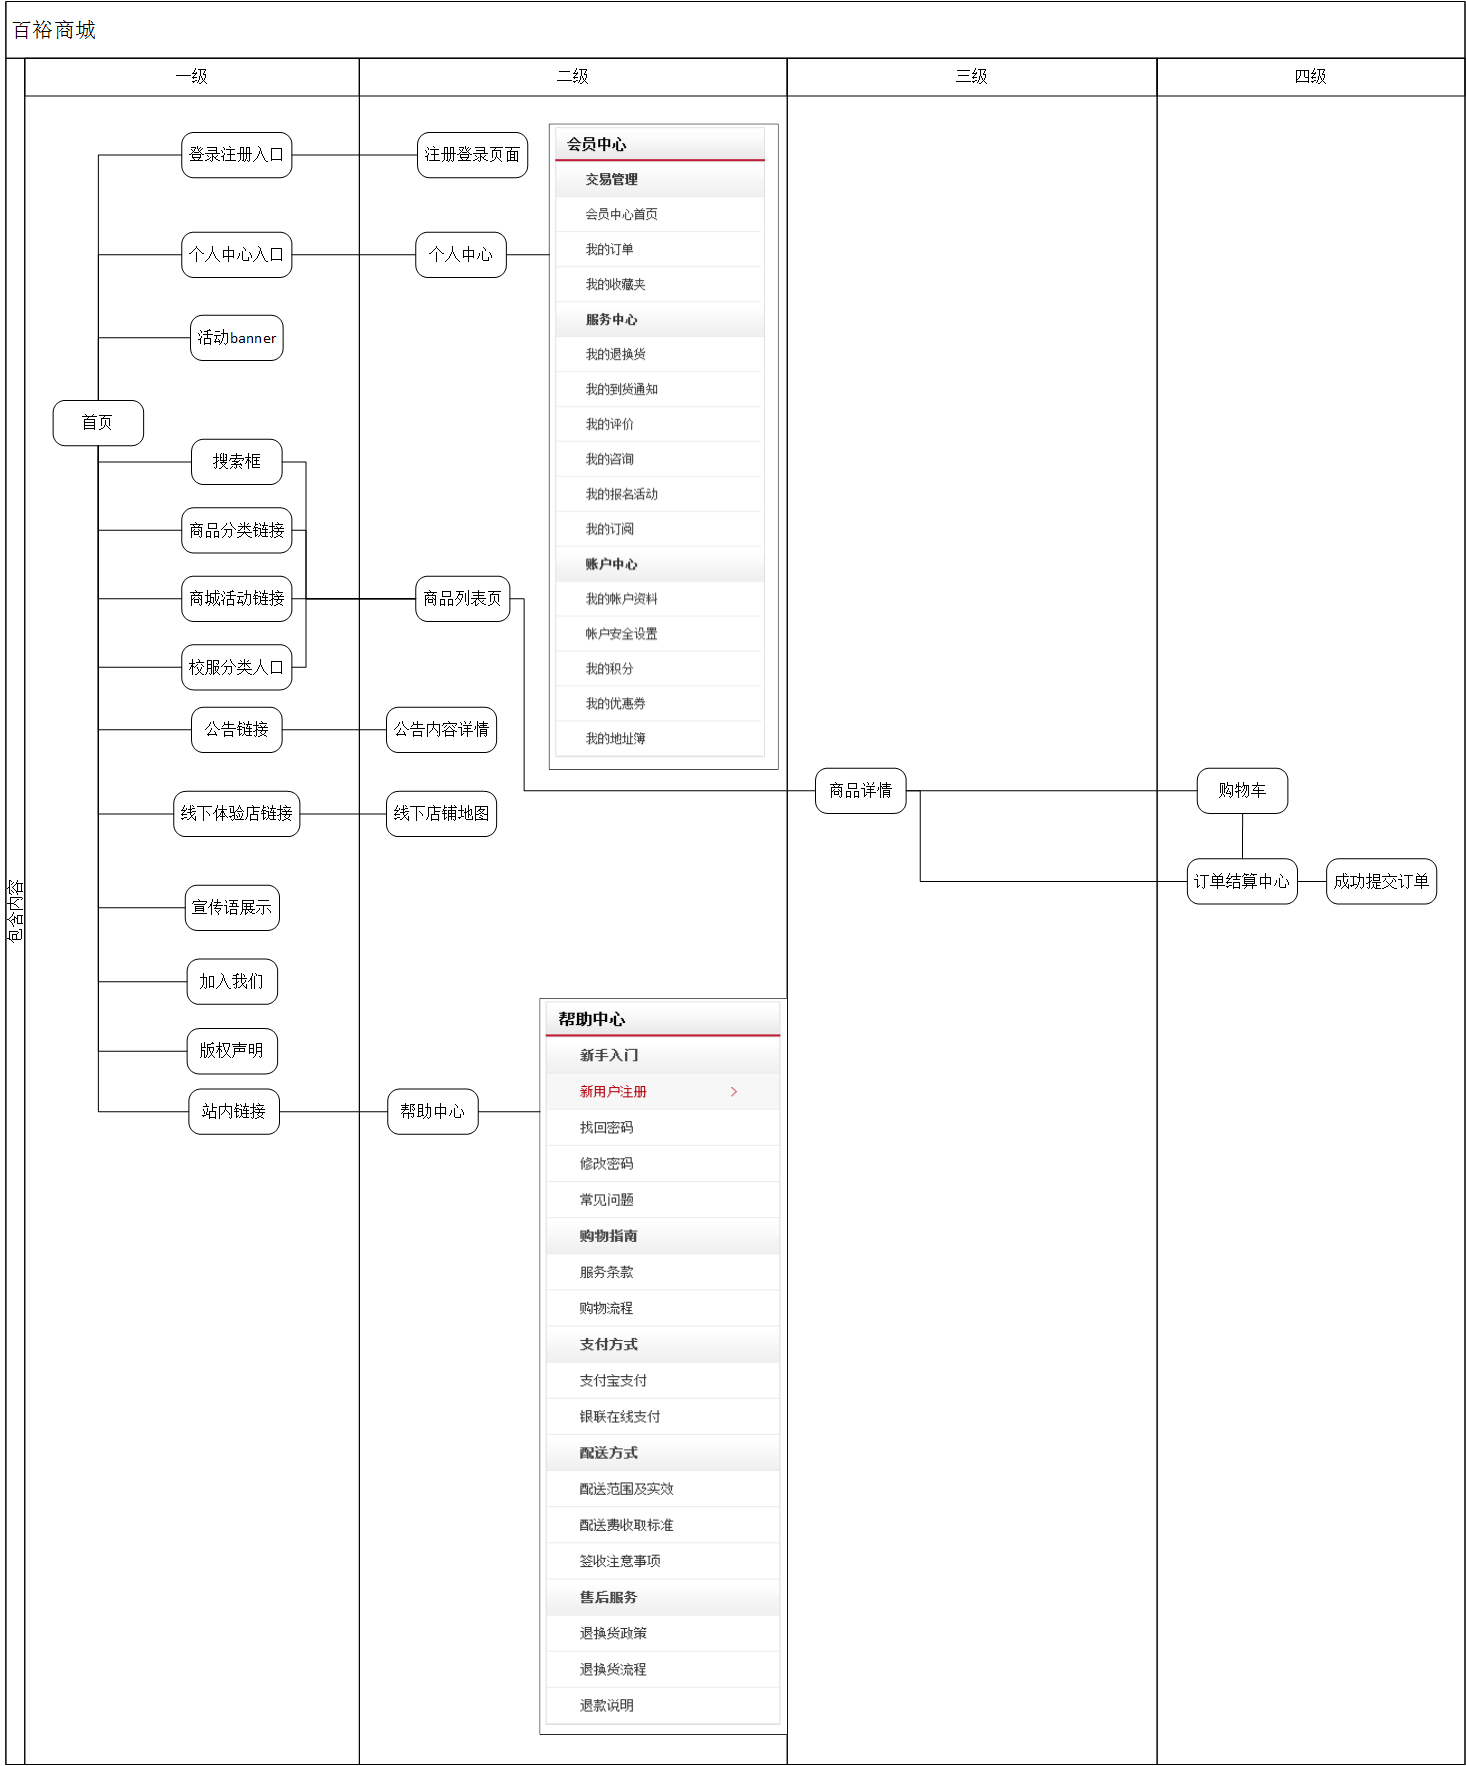 百裕商城
一级
二级
三级
四级
包含内容
首页
登录注册入口
个人中心入口
活动banner
搜索框
商品分类链接
商城活动链接
校服分类人口
公告链接
线下体验店链接
宣传语展示
加入我们
版权声明
站内链接
注册登录页面
个人中心
商品列表页
公告内容详情
线下店铺地图
帮助中心
会员中心
交易管理
会员中心首页
我的订单
我的收藏夹
服务中心
我的退换货
我的到货通知
我的评价
我的咨询
我的报名活动
我的订阅
账户中心
我的帐户资料
帐户安全设置
我的积分
我的优惠券
我的地址簿
帮助中心
新手入门
新用户注册
找回密码
修改密码
常见问题
购物指南
服务条款
购物流程
支付方式
支付宝支付
银联在线支付
配送方式
配送范围及实效
配送费收取标准
签收注意事项
售后服务
退换货政策
退换货流程
退款说明
商品详情
购物车
订单结算中心
成功提交订单